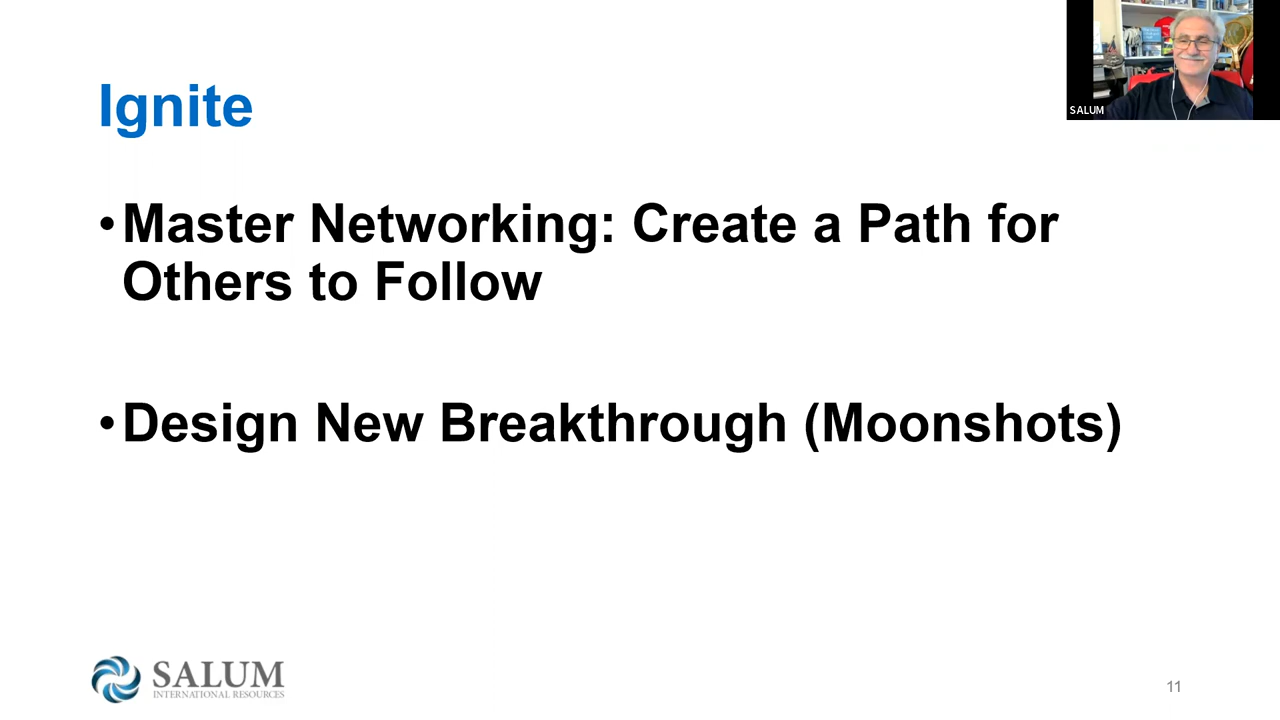 SALUM
Ignite
•Master Networking: Create a Path for
Others to Follow
•Design New Breakthrough (Moonshots)
SALUM
INTERNATIONAL RESOURCES
11